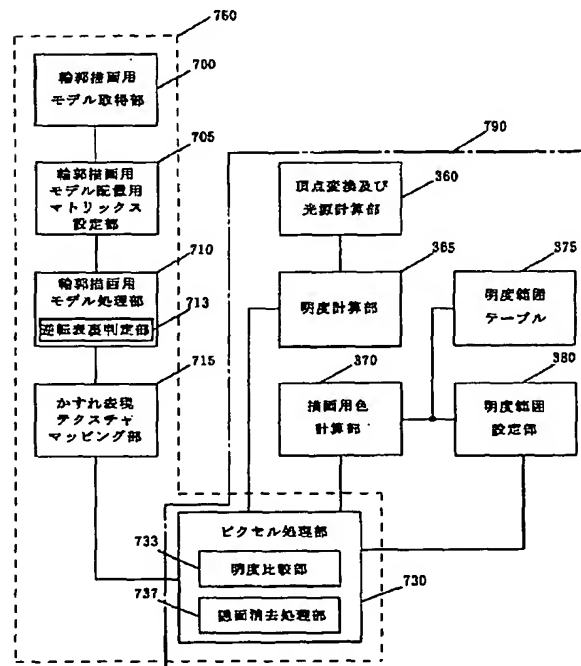 750
輪郭描画用
モデル取得部
700
790
705
輪郭描画用
モデル配置用
マトリックス
設定部
頂点変換及び
光源計算部
360
710
輪郭描画用
モデル処理部
713
逆転表裏判定部
365
明度計算部
375
明度範囲
テーブル
715
かすれ表現
テクスチャ
マッピング部
370
描画用色
計算部
380
明度範囲
設定部
ピクセル処理部
733
明度比較部
730
737
隠面消去処理部